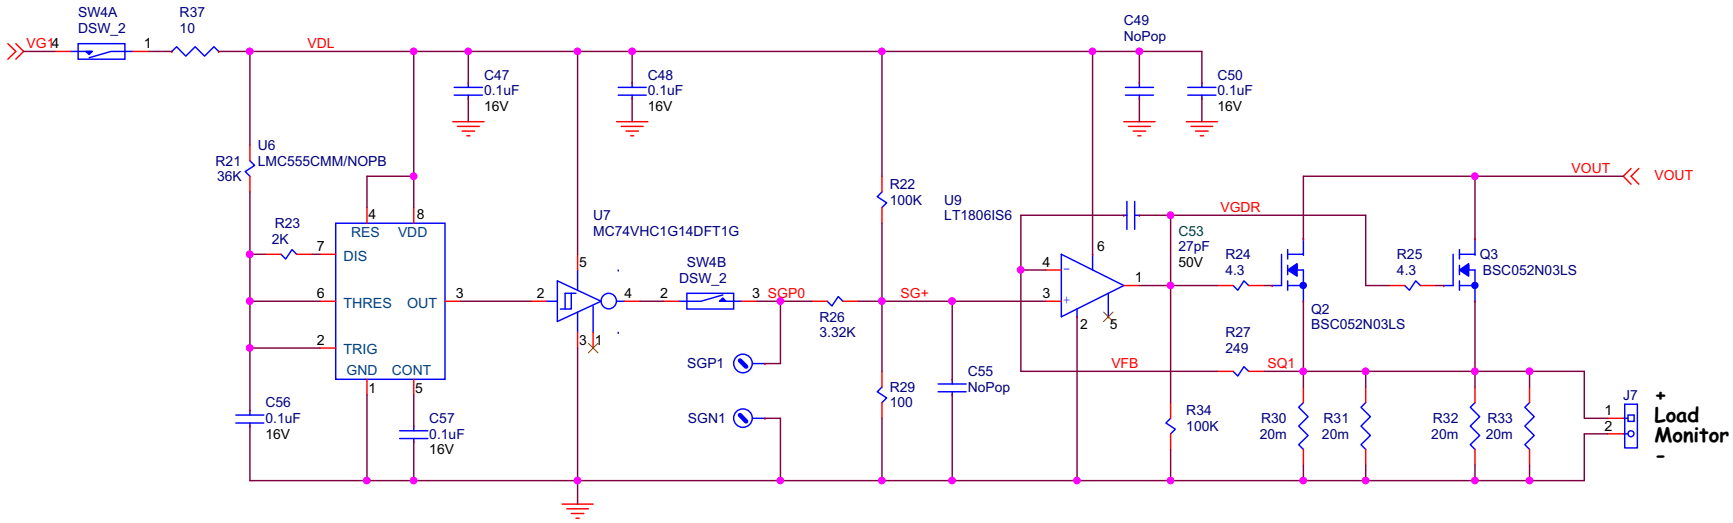 SW4A
DSW_2
VG1
4
1
R37
10
VDL
C47
0.1uF
16V
C48
0.1uF
16V
C49
NoPop
C50
0.1uF
16V
U6
LMC555CMM/NOPB
R21
36K
R23
2K
4
8
RES
VDD
7
DIS
6
THRES
OUT
3
2
TRIG
GND
CONT
1
5
C56
0.1uF
16V
C57
0.1uF
16V
U7
MC74VHC1G14DFT1G
5
2
4
3
1
SW4B
DSW_2
2
3
SGP0
R26
3.32K
SGP1
SGN1
R22
100K
SG+
R29
100
C55
NoPop
U9
LT1806IS6
4
6
1
3
2
5
−
+
C53
27pF
50V
VGDR
R24
4.3
Q2
BSC052N03LS
R25
4.3
Q3
BSC052N03LS
VOUT
VOUT
R27
249
VFB
SQ1
R34
100K
R30
20m
R31
20m
R32
20m
R33
20m
J7
1
2
+
Load
Monitor
-